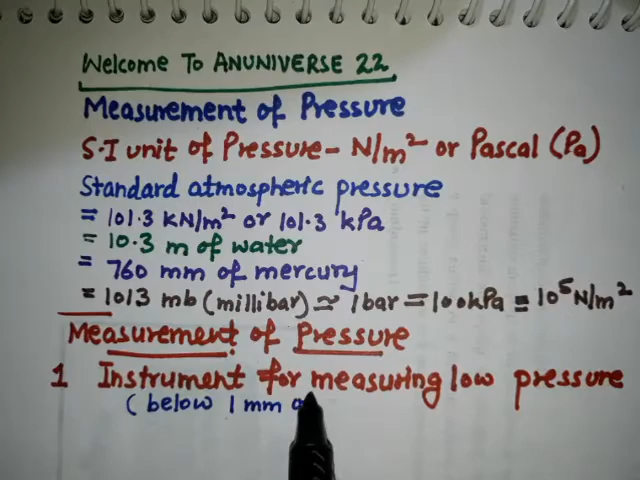 Welcome To ANUNIVERSE 22
Measurement of Pressure
S.I unit of Pressure - N/m² or Pascal (Pa)
Standard atmospheric pressure
= 101.3 KN/m² or 101.3 kPa
= 10.3 m of water
= 760 mm of mercury
= 1013 mb (millibar) ≃ 1 bar = 100kPa = 10⁵ N/m²
Measurement of Pressure
1 Instrument for measuring low pressure
( below 1 mm